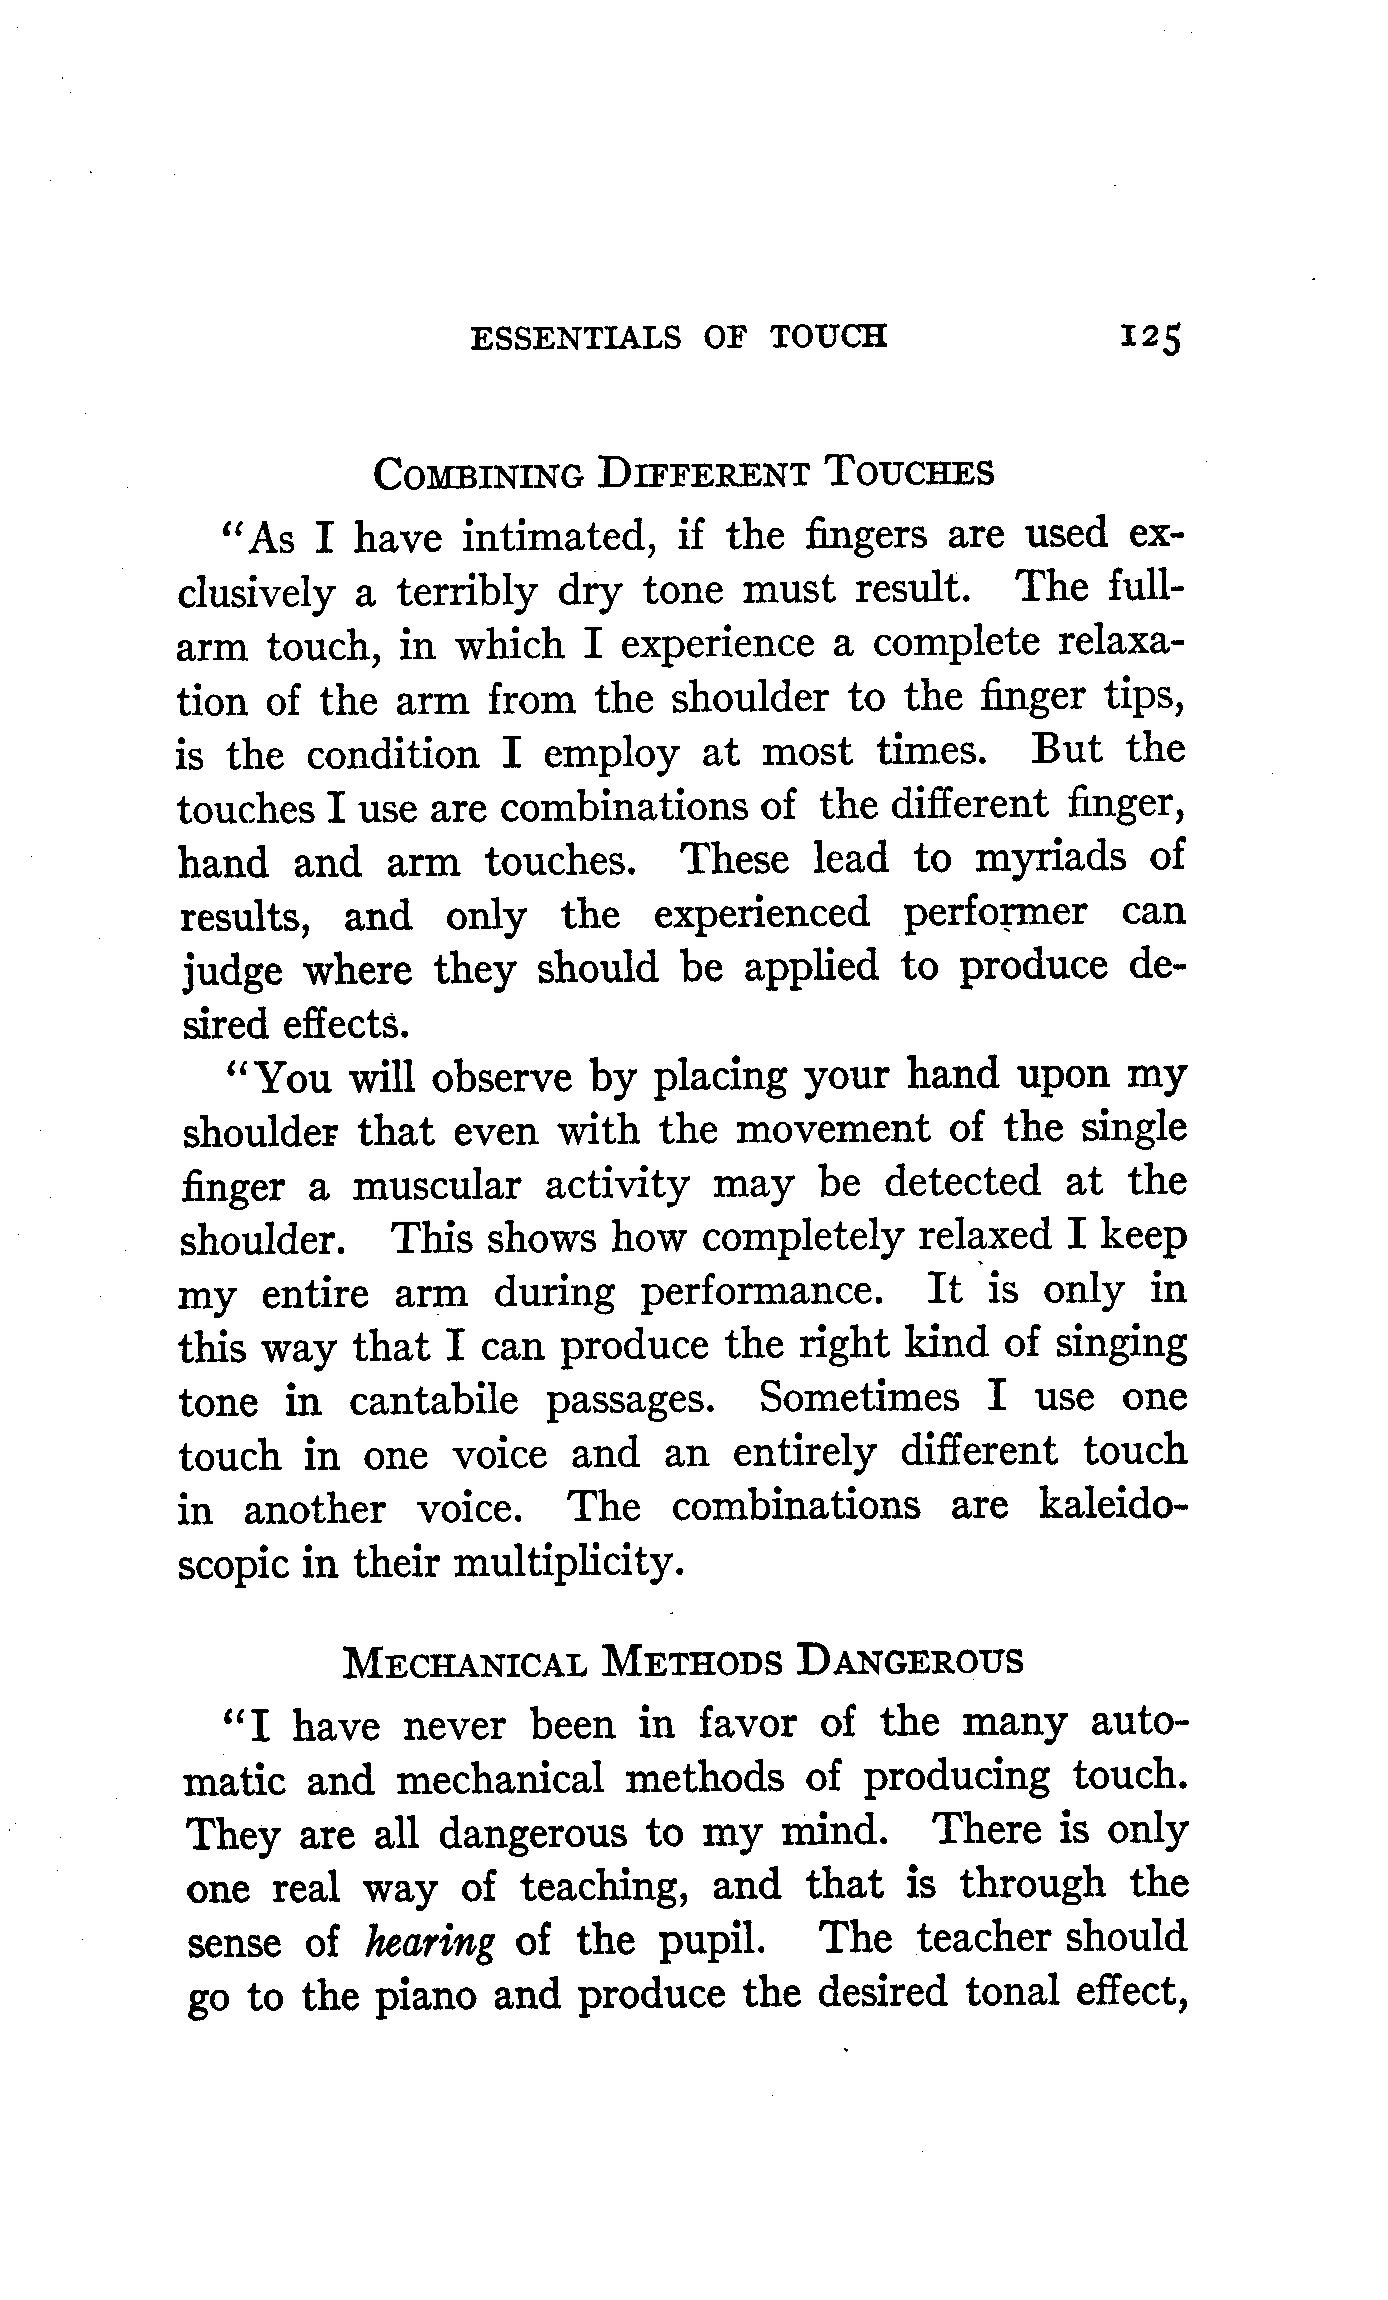 ESSENTIALS OF TOUCH 125
COMBINING DIFFERENT TOUCHES
"As I have intimated, if the fingers are used ex-
clusively a terribly dry tone must result. The full-
arm touch, in which I experience a complete relaxa-
tion of the arm from the shoulder to the finger tips,
is the condition I employ at most times. But the
touches I use are combinations of the different finger,
hand and arm touches. These lead to myriads of
results, and only the experienced performer can
judge where they should be applied to produce de-
sired effects.
"You will observe by placing your hand upon my
shoulder that even with the movement of the single
finger a muscular activity may be detected at the
shoulder. This shows how completely relaxed I keep
my entire arm during performance. It is only in
this way that I can produce the right kind of singing
tone in cantabile passages. Sometimes I use one
touch in one voice and an entirely different touch
in another voice. The combinations are kaleido-
scopic in their multiplicity.
MECHANICAL METHODS DANGEROUS
"I have never been in favor of the many auto-
matic and mechanical methods of producing touch.
They are all dangerous to my mind. There is only
one real way of teaching, and that is through the
sense of hearing of the pupil. The teacher should
go to the piano and produce the desired tonal effect,